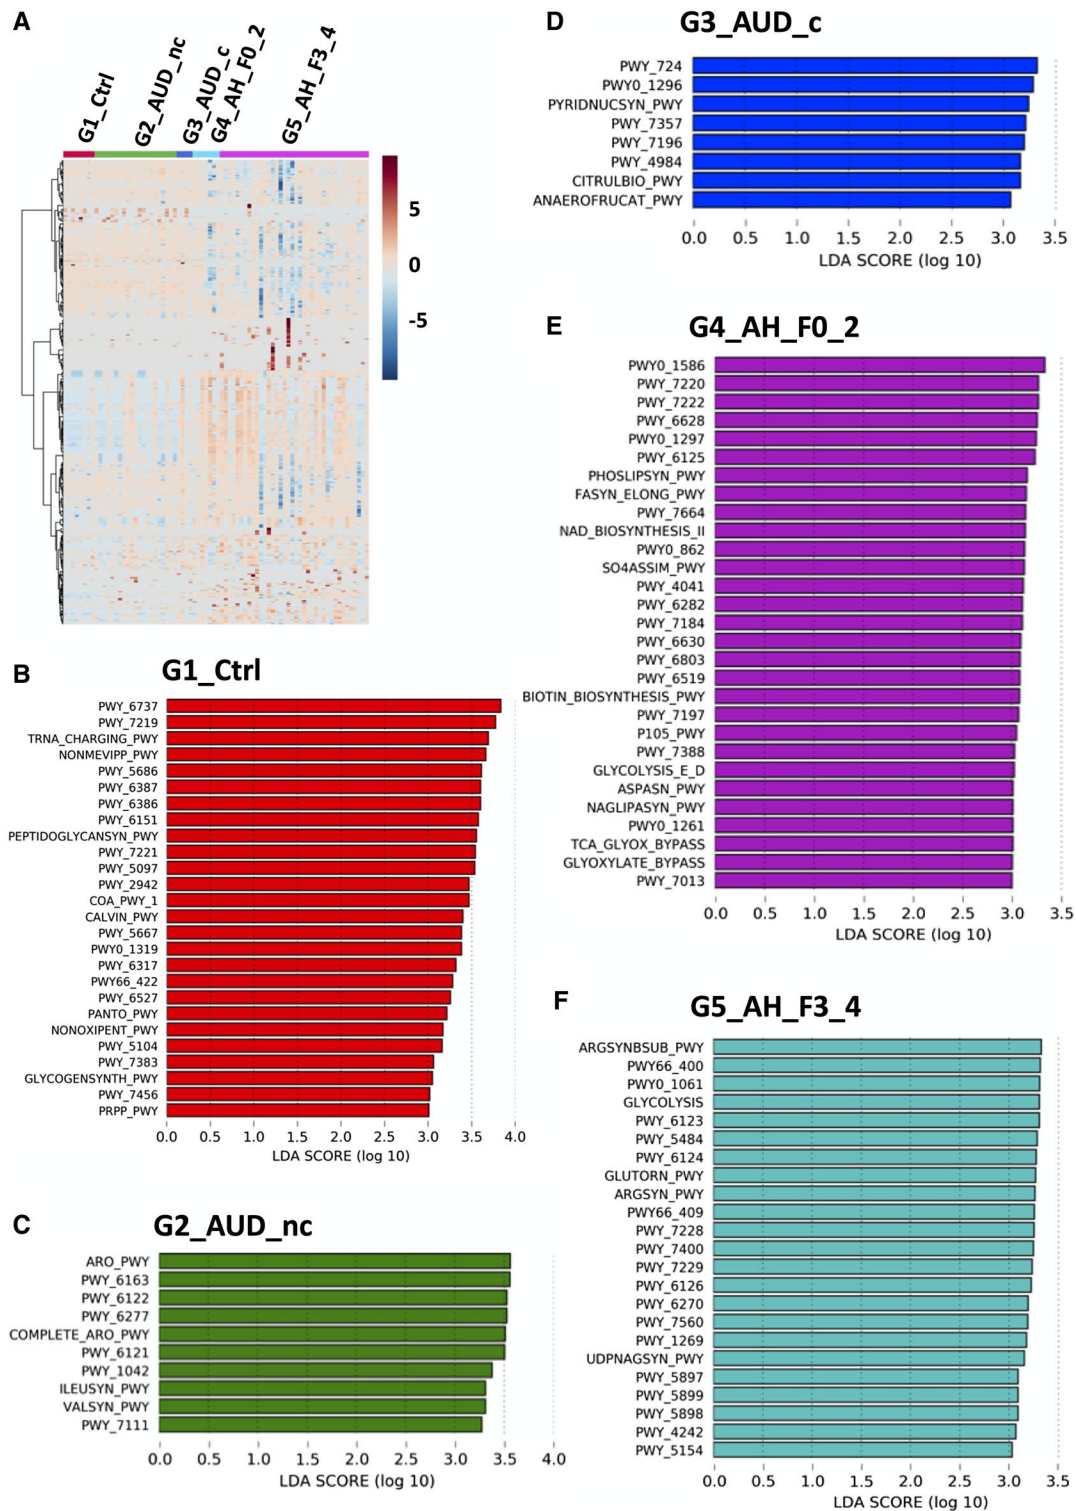 A
G1_Ctrl
G2_AUD_nc
G3_AUD_c
G4_AH_F0_2
G5_AH_F3_4
5
0
-5
B
G1_Ctrl
PWY_6737
PWY_7219
TRNA_CHARGING_PWY
NONMEVIPP_PWY
PWY_5686
PWY_6387
PWY_6386
PWY_6151
PEPTIDOGLYCANSYN_PWY
PWY_7221
PWY_5097
PWY_2942
COA_PWY_1
CALVIN_PWY
PWY_5667
PWY0_1319
PWY_6317
PWY66_422
PWY_6527
PANTO_PWY
NONOXIPENT_PWY
PWY_5104
PWY_7383
GLYCOGENSYNTH_PWY
PWY_7456
PRPP_PWY
0.0 0.5 1.0 1.5 2.0 2.5 3.0 3.5 4.0
LDA SCORE (log 10)
C
G2_AUD_nc
ARO_PWY
PWY_6163
PWY_6122
PWY_6277
COMPLETE_ARO_PWY
PWY_6121
PWY_1042
ILEUSYN_PWY
VALSYN_PWY
PWY_7111
0.0 0.5 1.0 1.5 2.0 2.5 3.0 3.5 4.0
LDA SCORE (log 10)
D
G3_AUD_c
PWY_724
PWY0_1296
PYRIDNUCSYN_PWY
PWY_7357
PWY_7196
PWY_4984
CITRULBIO_PWY
ANAEROFRUCAT_PWY
0.0 0.5 1.0 1.5 2.0 2.5 3.0 3.5
LDA SCORE (log 10)
E
G4_AH_F0_2
PWY0_1586
PWY_7220
PWY_7222
PWY_6628
PWY0_1297
PWY_6125
PHOSLIPSYN_PWY
FASYN_ELONG_PWY
PWY_7664
NAD_BIOSYNTHESIS_II
PWY0_862
SO4ASSIM_PWY
PWY_4041
PWY_6282
PWY_7184
PWY_6630
PWY_6803
PWY_6519
BIOTIN_BIOSYNTHESIS_PWY
PWY_7197
P105_PWY
PWY_7388
GLYCOLYSIS_E_D
ASPASN_PWY
NAGLIPASYN_PWY
PWY0_1261
TCA_GLYOX_BYPASS
GLYOXYLATE_BYPASS
PWY_7013
0.0 0.5 1.0 1.5 2.0 2.5 3.0 3.5
LDA SCORE (log 10)
F
G5_AH_F3_4
ARGSYNBSUB_PWY
PWY66_400
PWY0_1061
GLYCOLYSIS
PWY_6123
PWY_5484
PWY_6124
GLUTORN_PWY
ARGSYN_PWY
PWY66_409
PWY_7228
PWY_7400
PWY_7229
PWY_6126
PWY_6270
PWY_7560
PWY_1269
UDPNAGSYN_PWY
PWY_5897
PWY_5899
PWY_5898
PWY_4242
PWY_5154
0.0 0.5 1.0 1.5 2.0 2.5 3.0 3.5
LDA SCORE (log 10)